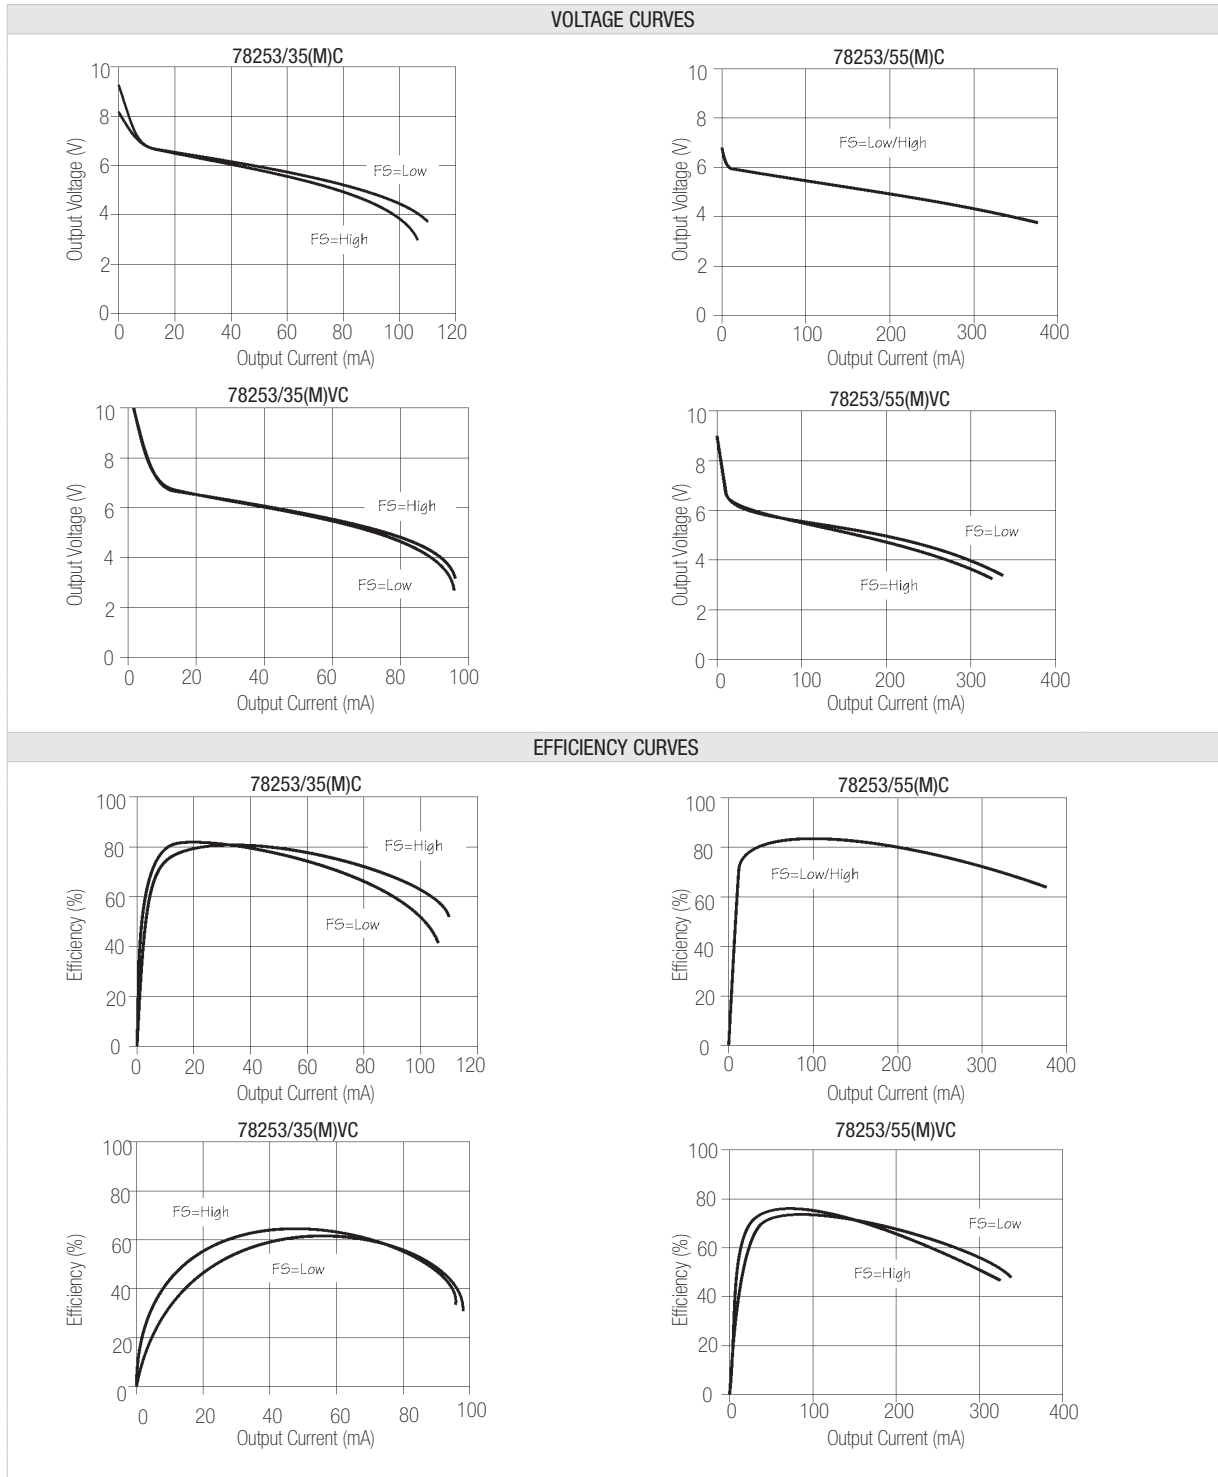 VOLTAGE CURVES
78253/35(M)C
10
8
6
4
2
0
Output Voltage (V)
FS=Low
FS=High
0 20 40 60 80 100 120
Output Current (mA)
78253/55(M)C
10
8
6
4
2
0
Output Voltage (V)
FS=Low/High
0 100 200 300 400
Output Current (mA)
78253/35(M)VC
10
8
6
4
2
0
Output Voltage (V)
FS=High
FS=Low
0 20 40 60 80 100
Output Current (mA)
78253/55(M)VC
10
8
6
4
2
0
Output Voltage (V)
FS=Low
FS=High
0 100 200 300 400
Output Current (mA)
EFFICIENCY CURVES
78253/35(M)C
100
80
60
40
20
0
Efficiency (%)
FS=High
FS=Low
0 20 40 60 80 100 120
Output Current (mA)
78253/55(M)C
100
80
60
40
20
0
Efficiency (%)
FS=Low/High
0 100 200 300 400
Output Current (mA)
78253/35(M)VC
100
80
60
40
20
0
Efficiency (%)
FS=High
FS=Low
0 20 40 60 80 100
Output Current (mA)
78253/55(M)VC
100
80
60
40
20
0
Efficiency (%)
FS=Low
FS=High
0 100 200 300 400
Output Current (mA)